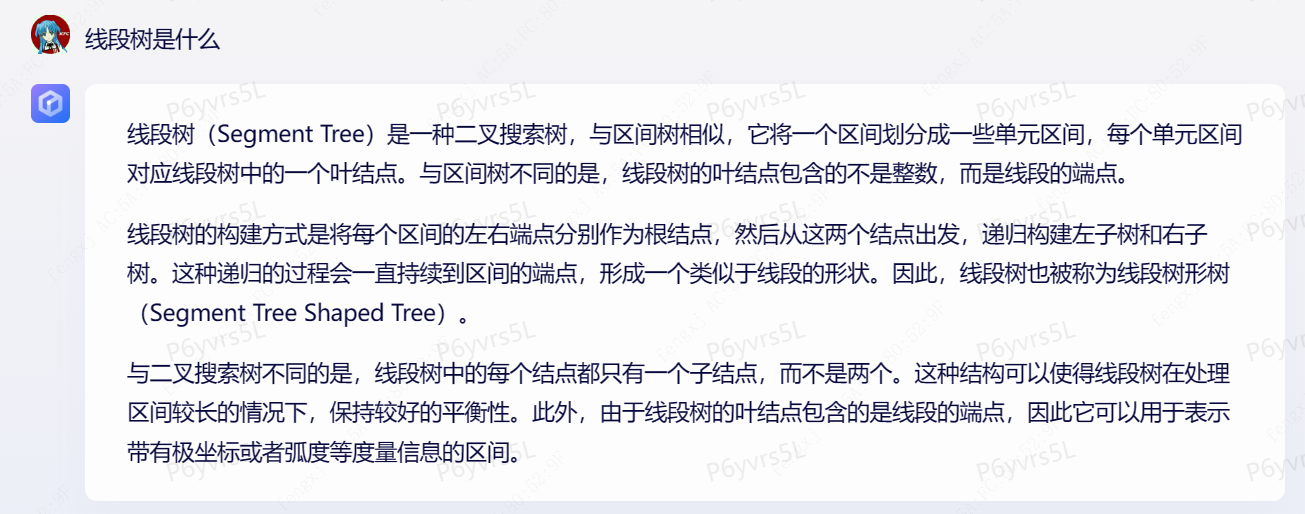 线段树是什么
线段树（Segment Tree）是一种二叉搜索树，与区间树相似，它将一个区间划分成一些单元区间，每个单元区间
对应线段树中的一个叶结点。与区间树不同的是，线段树的叶结点包含的不是整数，而是线段的端点。
线段树的构建方式是将每个区间的左右端点分别作为根结点，然后从这两个结点出发，递归构建左子树和右子
树。这种递归的过程会一直持续到区间的端点，形成一个类似于线段的形状。因此，线段树也被称为线段树形树
（Segment Tree Shaped Tree）。
与二叉搜索树不同的是，线段树中的每个结点都只有一个子结点，而不是两个。这种结构可以使得线段树在处理
区间较长的情况下，保持较好的平衡性。此外，由于线段树的叶结点包含的是线段的端点，因此它可以用于表示
带有极坐标或者弧度等度量信息的区间。
P6yvrs5L